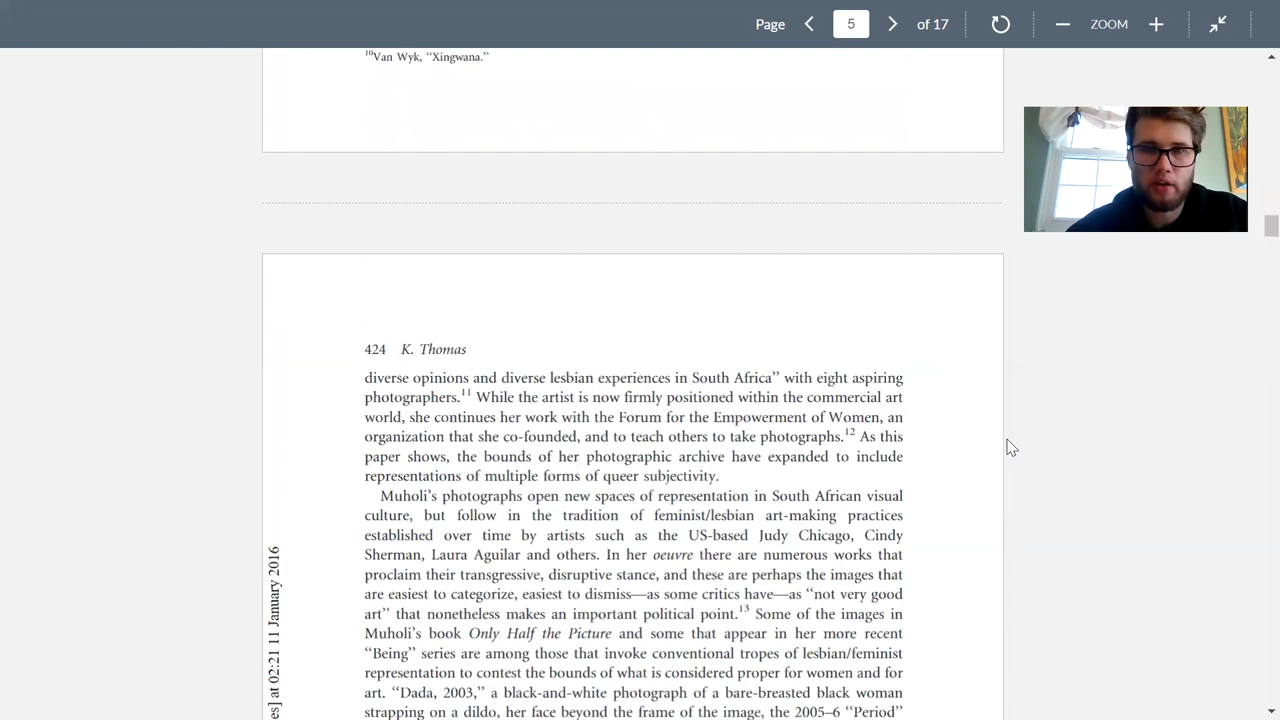 Page 5 of 17 ZOOM
10Van Wyk, “Xingwana.”
424 K. Thomas
diverse opinions and diverse lesbian experiences in South Africa” with eight aspiring
photographers.11 While the artist is now firmly positioned within the commercial art
world, she continues her work with the Forum for the Empowerment of Women, an
organization that she co-founded, and to teach others to take photographs.12 As this
paper shows, the bounds of her photographic archive have expanded to include
representations of multiple forms of queer subjectivity.
Muholi’s photographs open new spaces of representation in South African visual
culture, but follow in the tradition of feminist/lesbian art-making practices
established over time by artists such as the US-based Judy Chicago, Cindy
Sherman, Laura Aguilar and others. In her oeuvre there are numerous works that
proclaim their transgressive, disruptive stance, and these are perhaps the images that
are easiest to categorize, easiest to dismiss—as some critics have—as “not very good
art” that nonetheless makes an important political point.13 Some of the images in
Muholi’s book Only Half the Picture and some that appear in her more recent
“Being” series are among those that invoke conventional tropes of lesbian/feminist
representation to contest the bounds of what is considered proper for women and for
art. “Dada, 2003,” a black-and-white photograph of a bare-breasted black woman
strapping on a dildo, her face beyond the frame of the image, the 2005–6 “Period”
es] at 02:21 11 January 2016